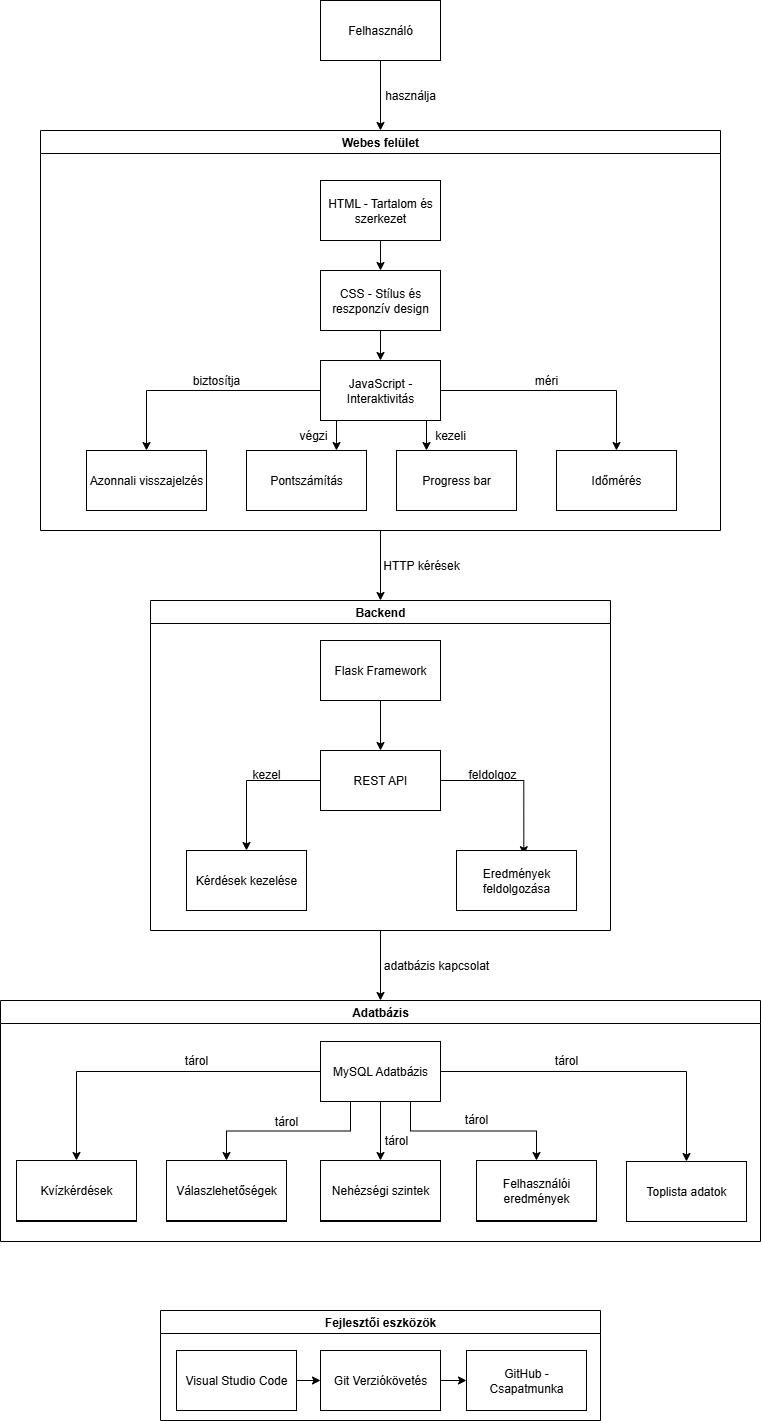 Felhasználó
használja
Webes felület
HTML - Tartalom és
szerkezet
CSS - Stílus és
reszponzív design
JavaScript -
Interaktivitás
biztosítja
méri
végzi
kezeli
Azonnali visszajelzés
Pontszámítás
Progress bar
Időmérés
HTTP kérések
Backend
Flask Framework
REST API
kezel
feldolgoz
Kérdések kezelése
Eredmények
feldolgozása
adatbázis kapcsolat
Adatbázis
MySQL Adatbázis
tárol
tárol
tárol
tárol
tárol
Kvízkérdések
Válaszlehetőségek
Nehézségi szintek
Felhasználói
eredmények
Toplista adatok
Fejlesztői eszközök
Visual Studio Code
Git Verziókövetés
GitHub -
Csapatmunka